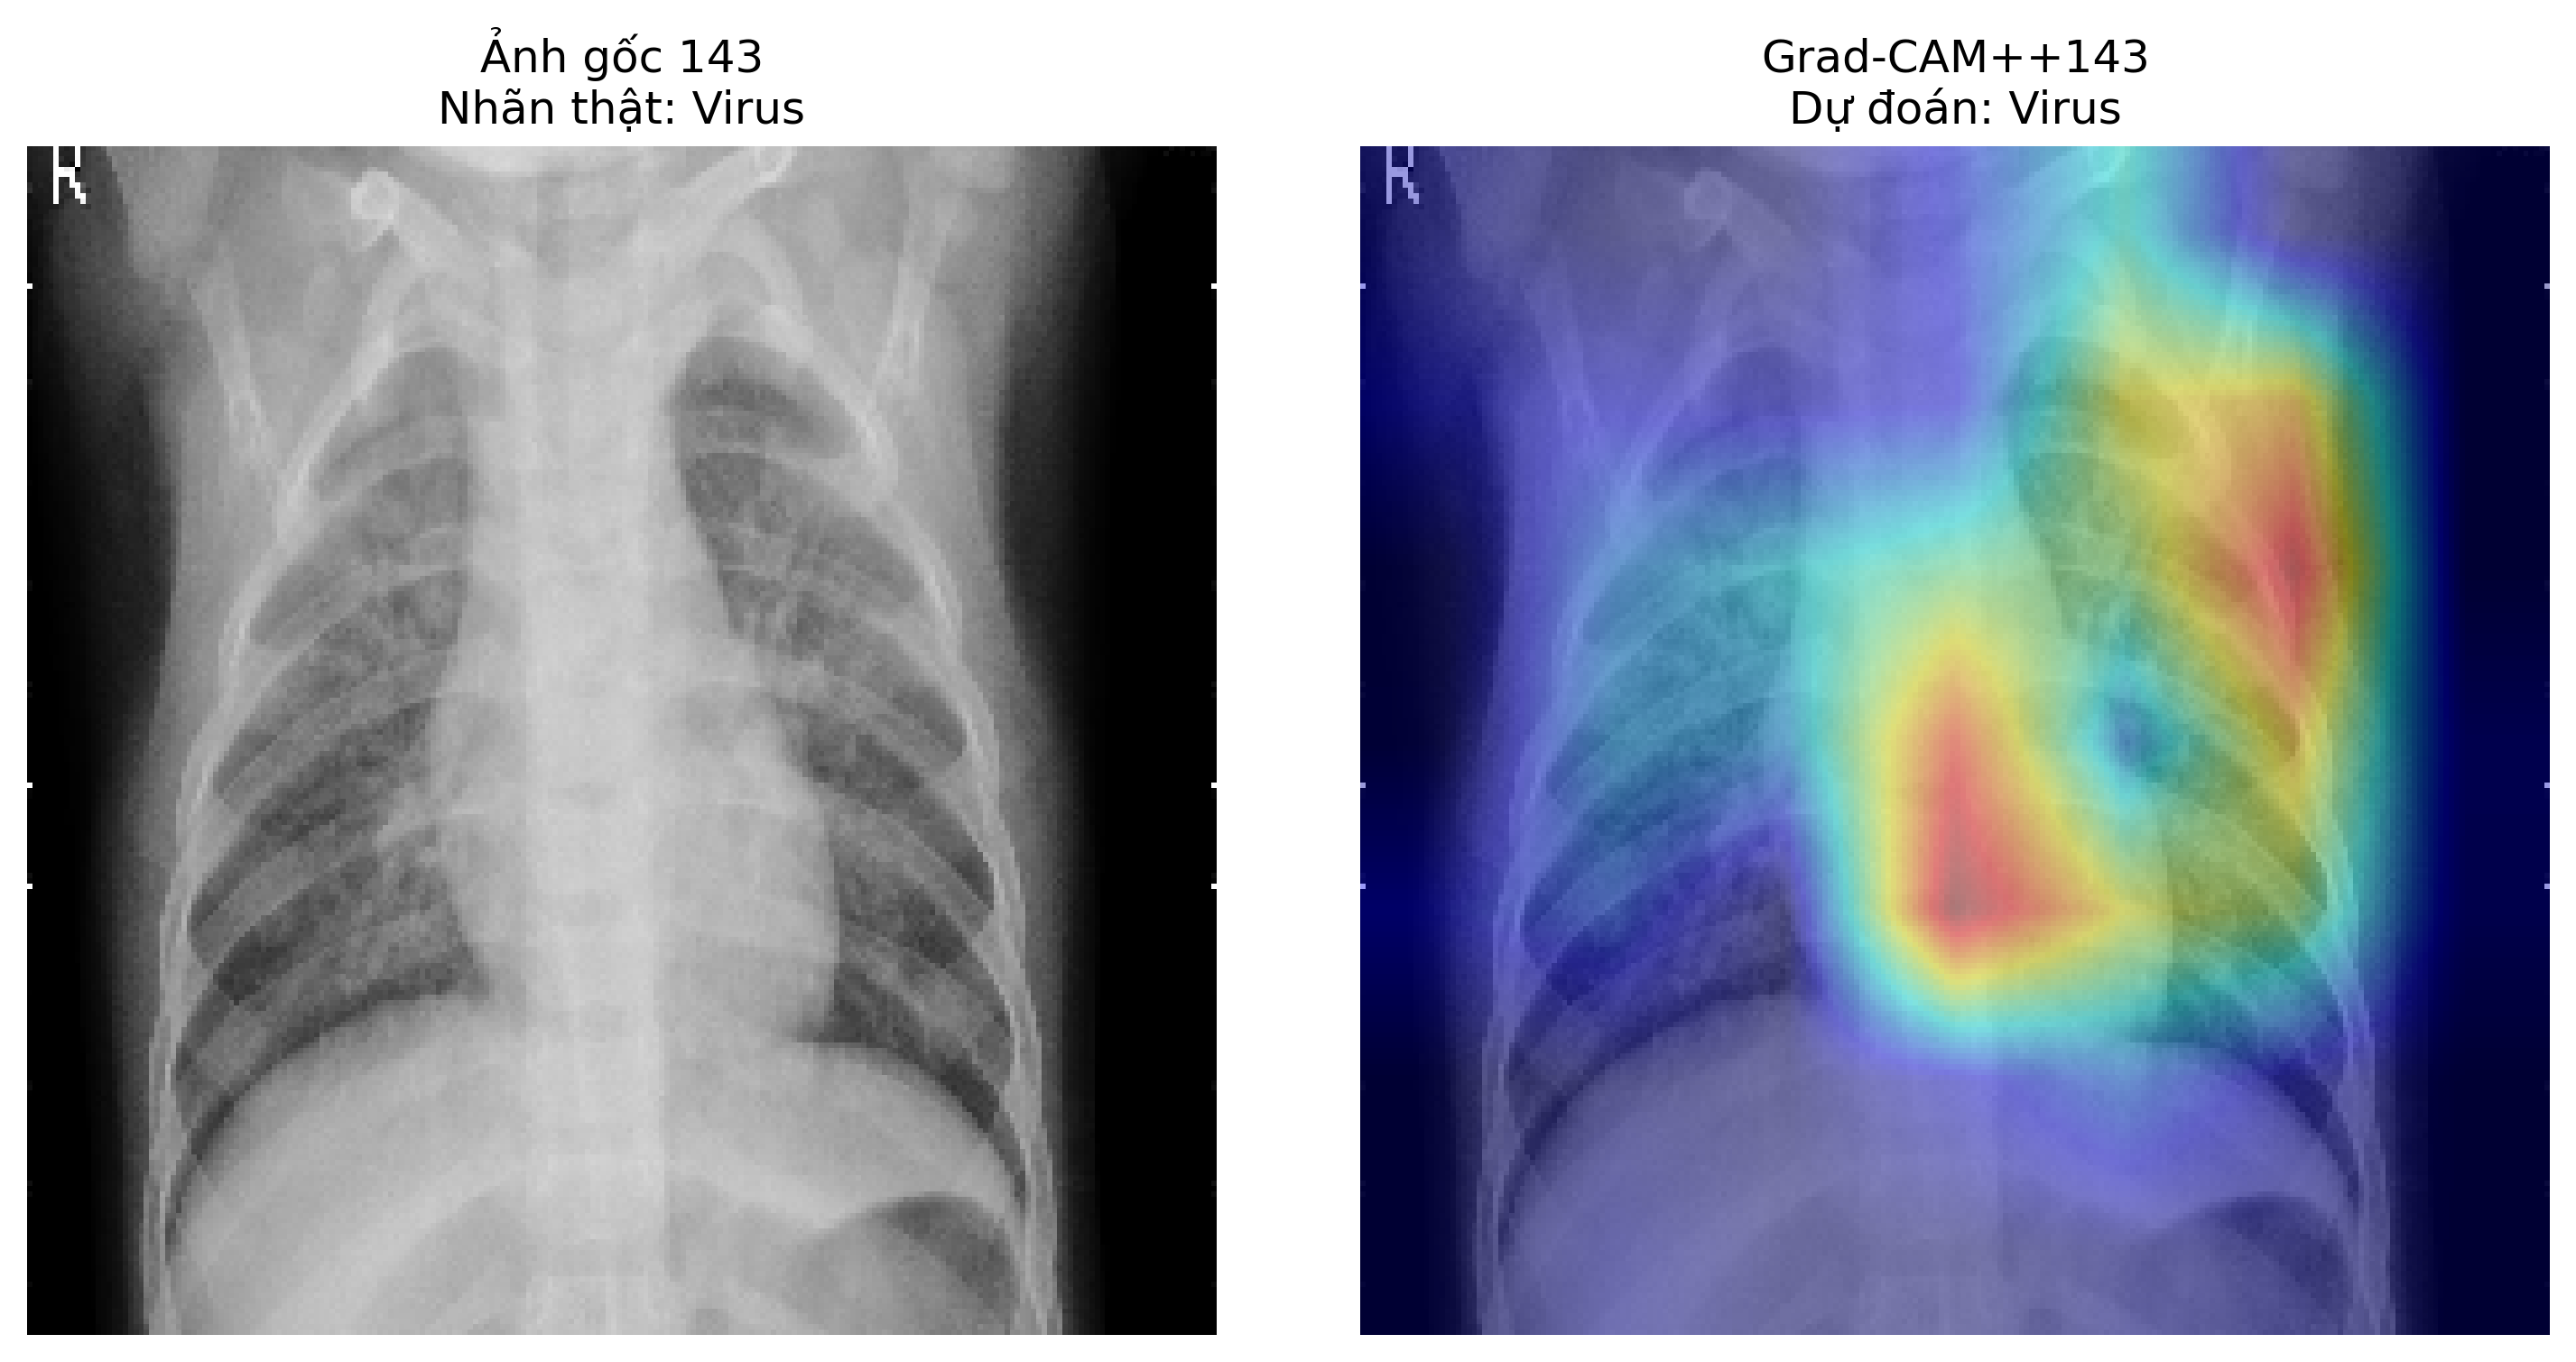 Ảnh gốc 143
Nhãn thật: Virus
Grad-CAM++143
Dự đoán: Virus
R
R